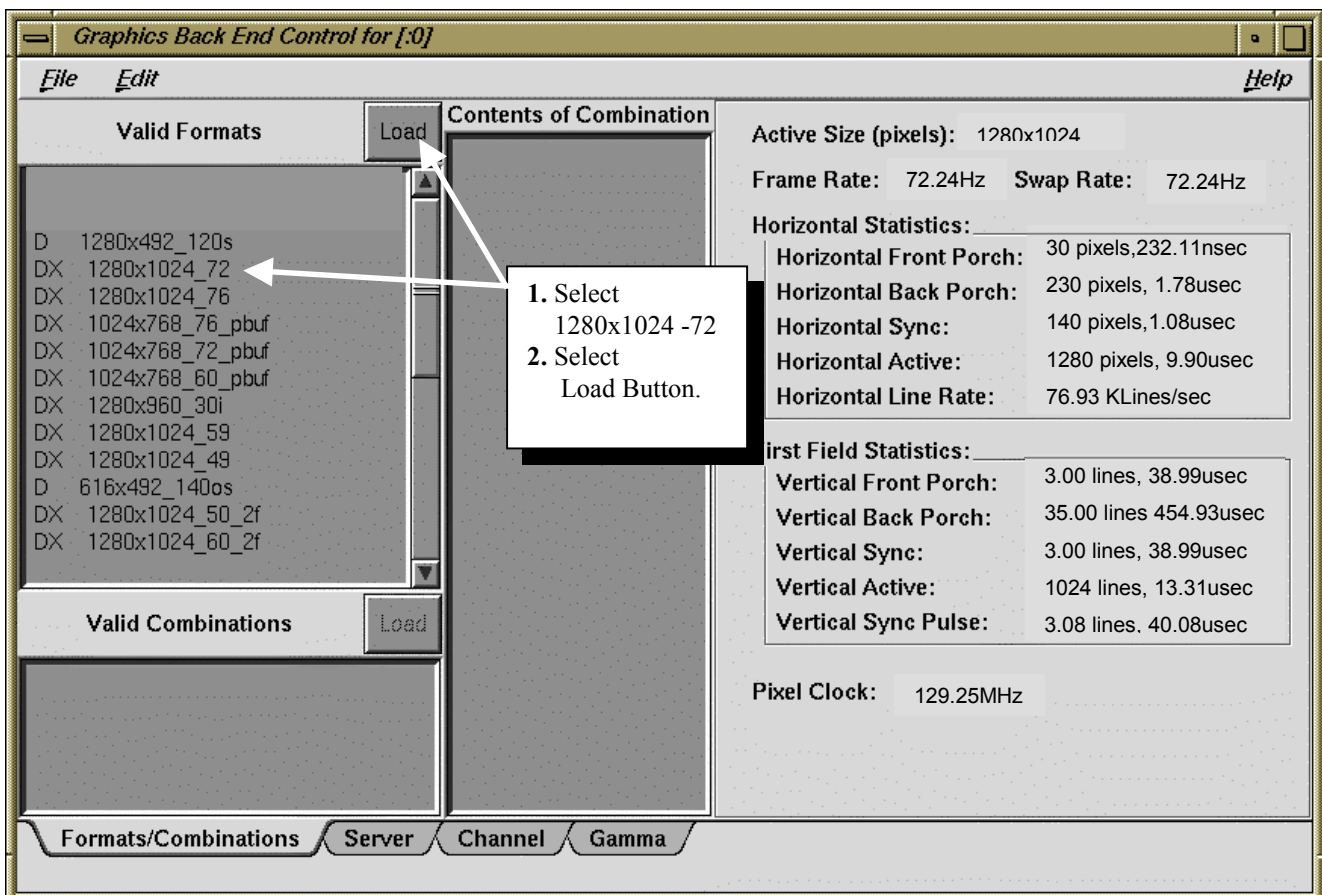 Graphics Back End Control for [:0]
File Edit Help
Valid Formats
Load
D 1280x492_120s
DX 1280x1024_72
DX 1280x1024_76
DX 1024x768_76_pbuf
DX 1024x768_72_pbuf
DX 1024x768_60_pbuf
DX 1280x960_30i
DX 1280x1024_59
DX 1280x1024_49
D 616x492_140os
DX 1280x1024_50_2f
DX 1280x1024_60_2f
Valid Combinations
Load
Contents of Combination
1. Select
1280x1024 -72
2. Select
Load Button.
Active Size (pixels): 1280x1024
Frame Rate: 72.24Hz Swap Rate: 72.24Hz
Horizontal Statistics:
Horizontal Front Porch: 30 pixels,232.11nsec
Horizontal Back Porch: 230 pixels, 1.78usec
Horizontal Sync: 140 pixels,1.08usec
Horizontal Active: 1280 pixels, 9.90usec
Horizontal Line Rate: 76.93 KLines/sec
irst Field Statistics:
Vertical Front Porch: 3.00 lines, 38.99usec
Vertical Back Porch: 35.00 lines 454.93usec
Vertical Sync: 3.00 lines, 38.99usec
Vertical Active: 1024 lines, 13.31usec
Vertical Sync Pulse: 3.08 lines, 40.08usec
Pixel Clock: 129.25MHz
Formats/Combinations Server Channel Gamma